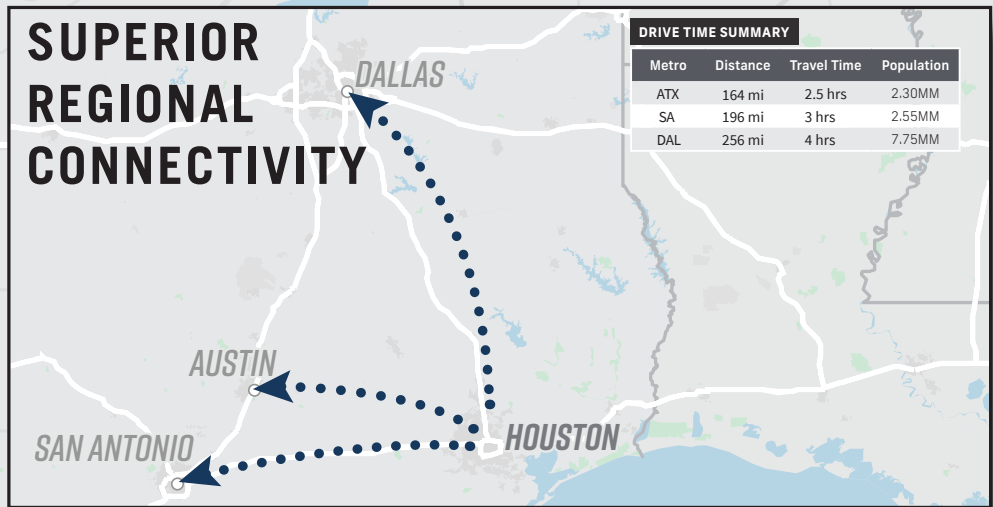 SUPERIOR
REGIONAL
CONNECTIVITY
DALLAS
DRIVE TIME SUMMARY
Metro Distance Travel Time Population
ATX 164 mi 2.5 hrs 2.30MM
SA 196 mi 3 hrs 2.55MM
DAL 256 mi 4 hrs 7.75MM
AUSTIN
SAN ANTONIO
HOUSTON